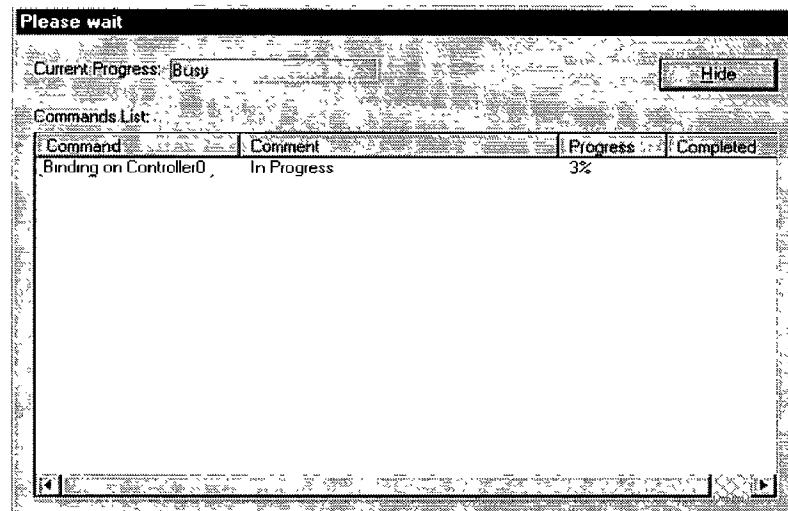 Please wait
Current Progress: Busy
Hide
Commands List:
Command Comment Progress Completed
Binding on Controller0 In Progress 3%